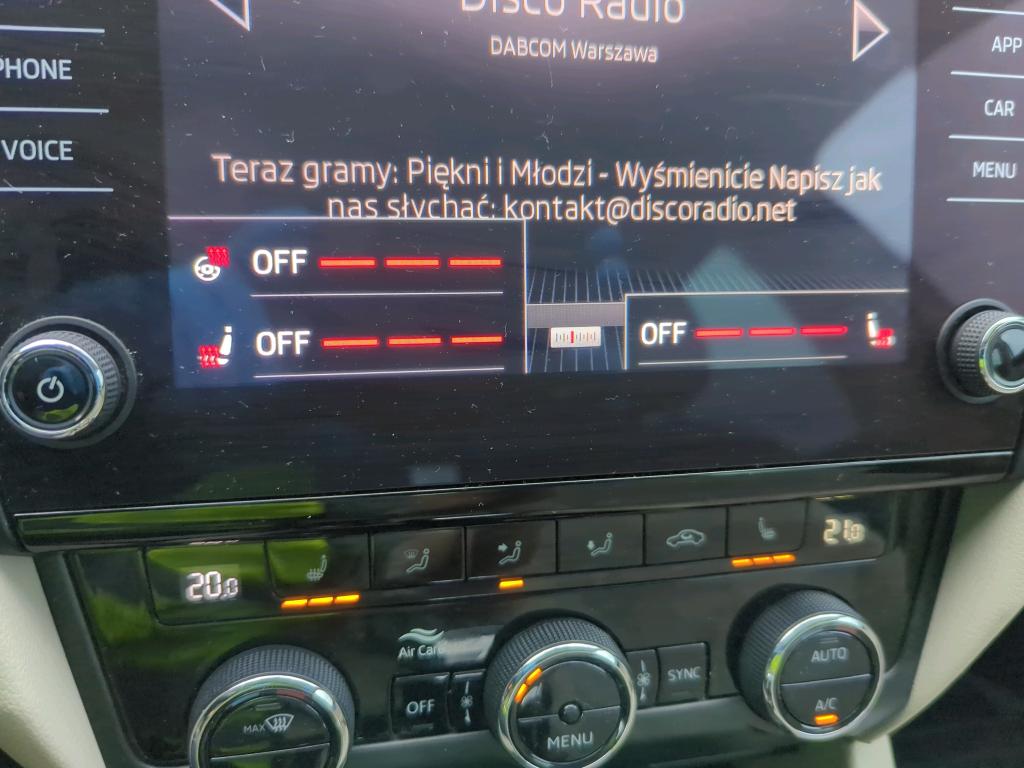 Disco Radio
DABCOM Warszawa
APP
PHONE
CAR
VOICE
MENU
Teraz gramy: Piękni i Młodzi - Wyśmienicie Napisz jak
nas słychać: kontakt@discoradio.net
OFF
OFF
OFF
20.0
21.0
Air Care
OFF
SYNC
AUTO
MAX
A/C
MENU